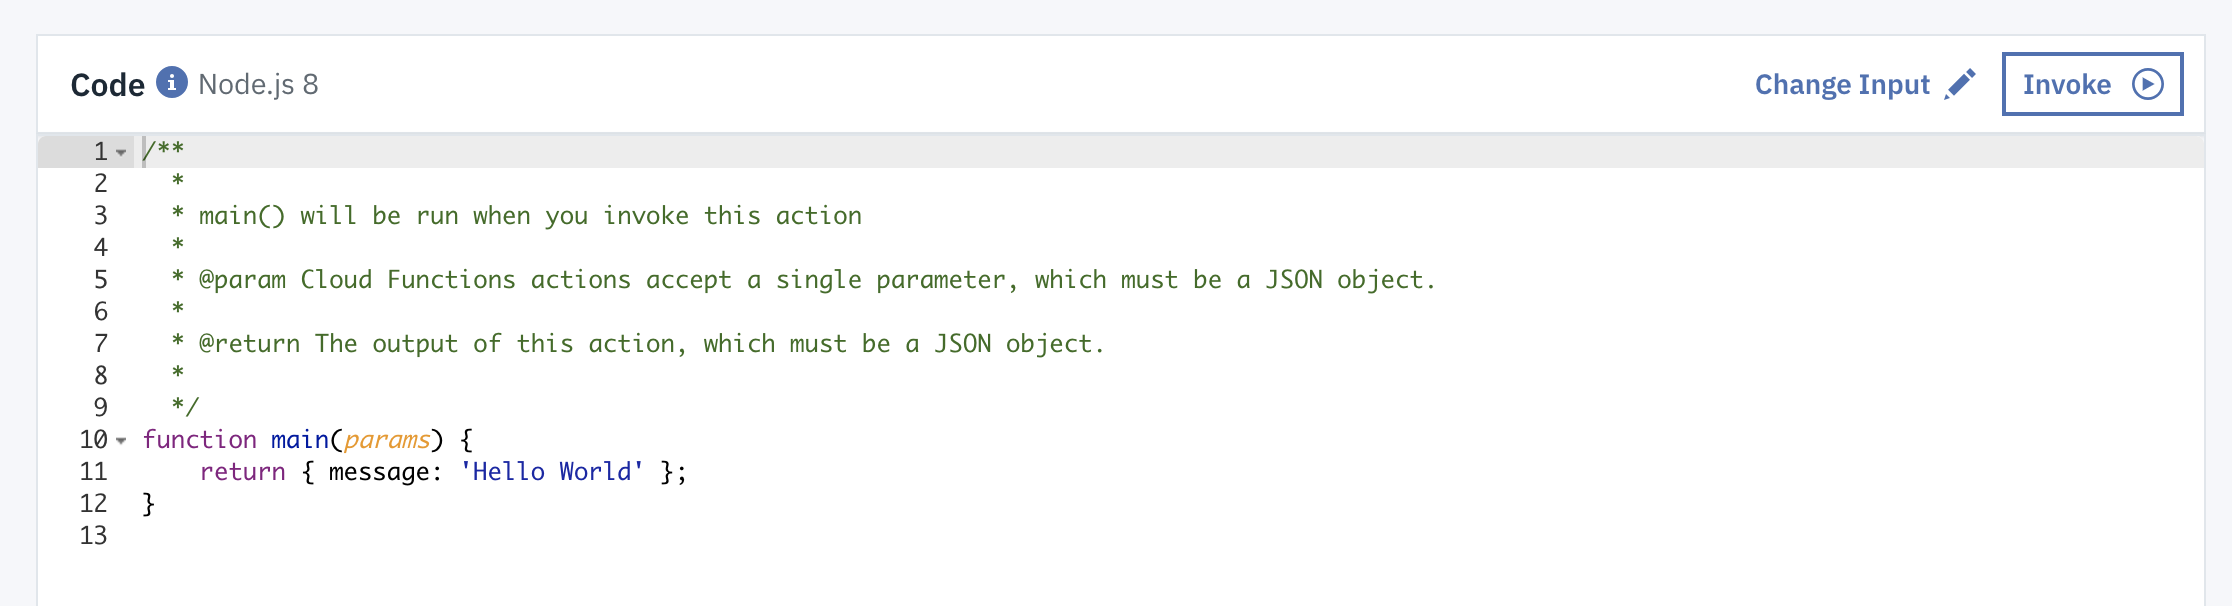 Code i Node.js 8 Change Input Invoke
1 /**
2 *
3 * main() will be run when you invoke this action
4 *
5 * @param Cloud Functions actions accept a single parameter, which must be a JSON object.
6 *
7 * @return The output of this action, which must be a JSON object.
8 *
9 */
10 function main(params) {
11 return { message: 'Hello World' };
12 }
13